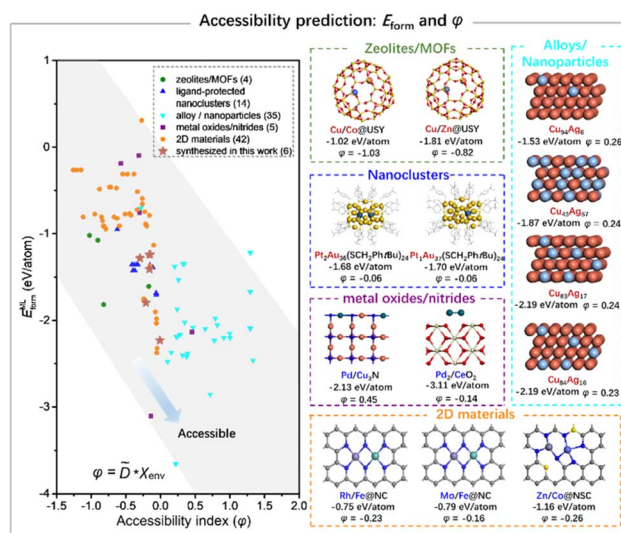 Accessibility prediction: E_form and φ
zeolites/MOFs (4)
ligand-protected
nanoclusters (14)
alloy / nanoparticles (35)
metal oxides/nitrides (5)
2D materials (42)
synthesized in this work (6)
1
0
-1
-2
-3
-4
E^ML_form (eV/atom)
Accessible
φ = D̃*X_env
-1.5 -1.0 -0.5 0.0 0.5 1.0 1.5 2.0
Accessibility index (φ)
Zeolites/MOFs
Cu/Co@USY
-1.02 eV/atom
φ = -1.03
Cu/Zn@USY
-1.81 eV/atom
φ = -0.82
Nanoclusters
Pt₂Au₃₆(SCH₂PhtBu)₂₄
-1.68 eV/atom
φ = -0.06
Pt₁Au₃₇(SCH₂PhtBu)₂₄
-1.70 eV/atom
φ = -0.06
metal oxides/nitrides
Pd/Cu₃N
-2.13 eV/atom
φ = 0.45
Pd₂/CeO₂
-3.11 eV/atom
φ = -0.14
Alloys/
Nanoparticles
Cu₉₄Ag₆
-1.53 eV/atom
φ = 0.26
Cu₄₃Ag₅₇
-1.87 eV/atom
φ = 0.24
Cu₈₃Ag₁₇
-2.19 eV/atom
φ = 0.24
Cu₈₄Ag₁₆
-2.19 eV/atom
φ = 0.23
2D materials
Rh/Fe@NC
-0.75 eV/atom
φ = -0.23
Mo/Fe@NC
-0.79 eV/atom
φ = -0.16
Zn/Co@NSC
-1.16 eV/atom
φ = -0.26